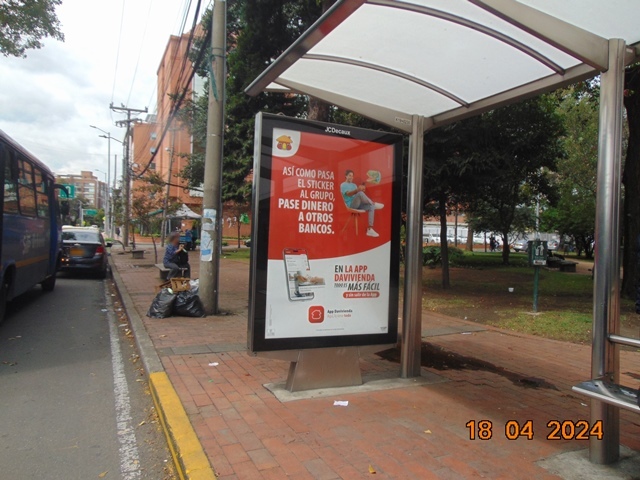 JCDecaux
ASÍ COMO PASA
EL STICKER
AL GRUPO,
PASE DINERO
A OTROS
BANCOS.
EN LA APP
DAVIVIENDA
TODO ES MÁS FÁCIL
App Davivienda
18 04 2024